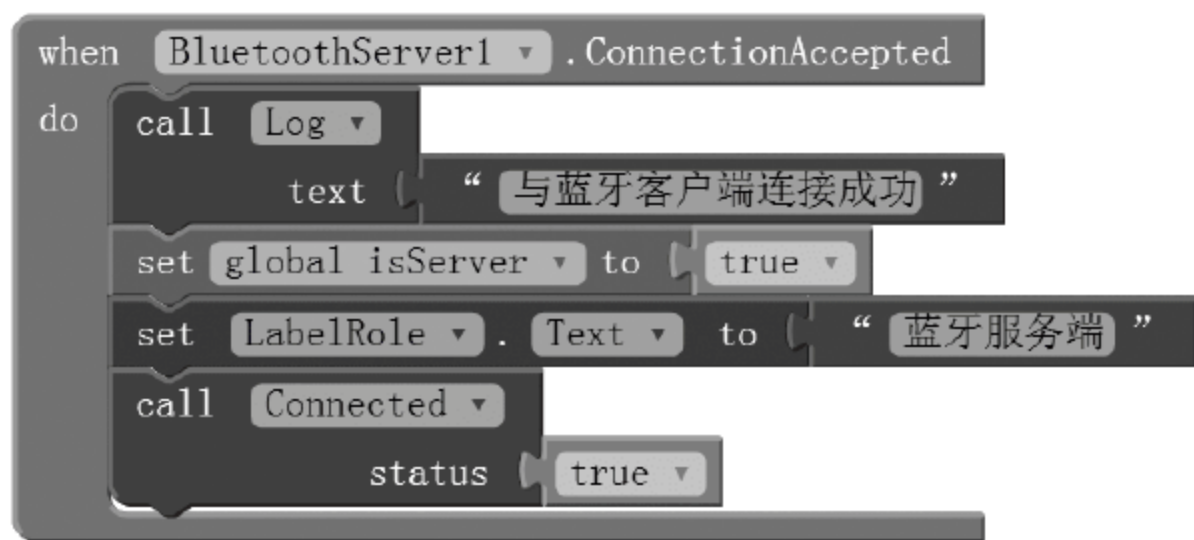 when BluetoothServer1 .ConnectionAccepted
do call Log
text “ 与蓝牙客户端连接成功 ”
set global isServer to true
set LabelRole . Text to “ 蓝牙服务端 ”
call Connected
status true